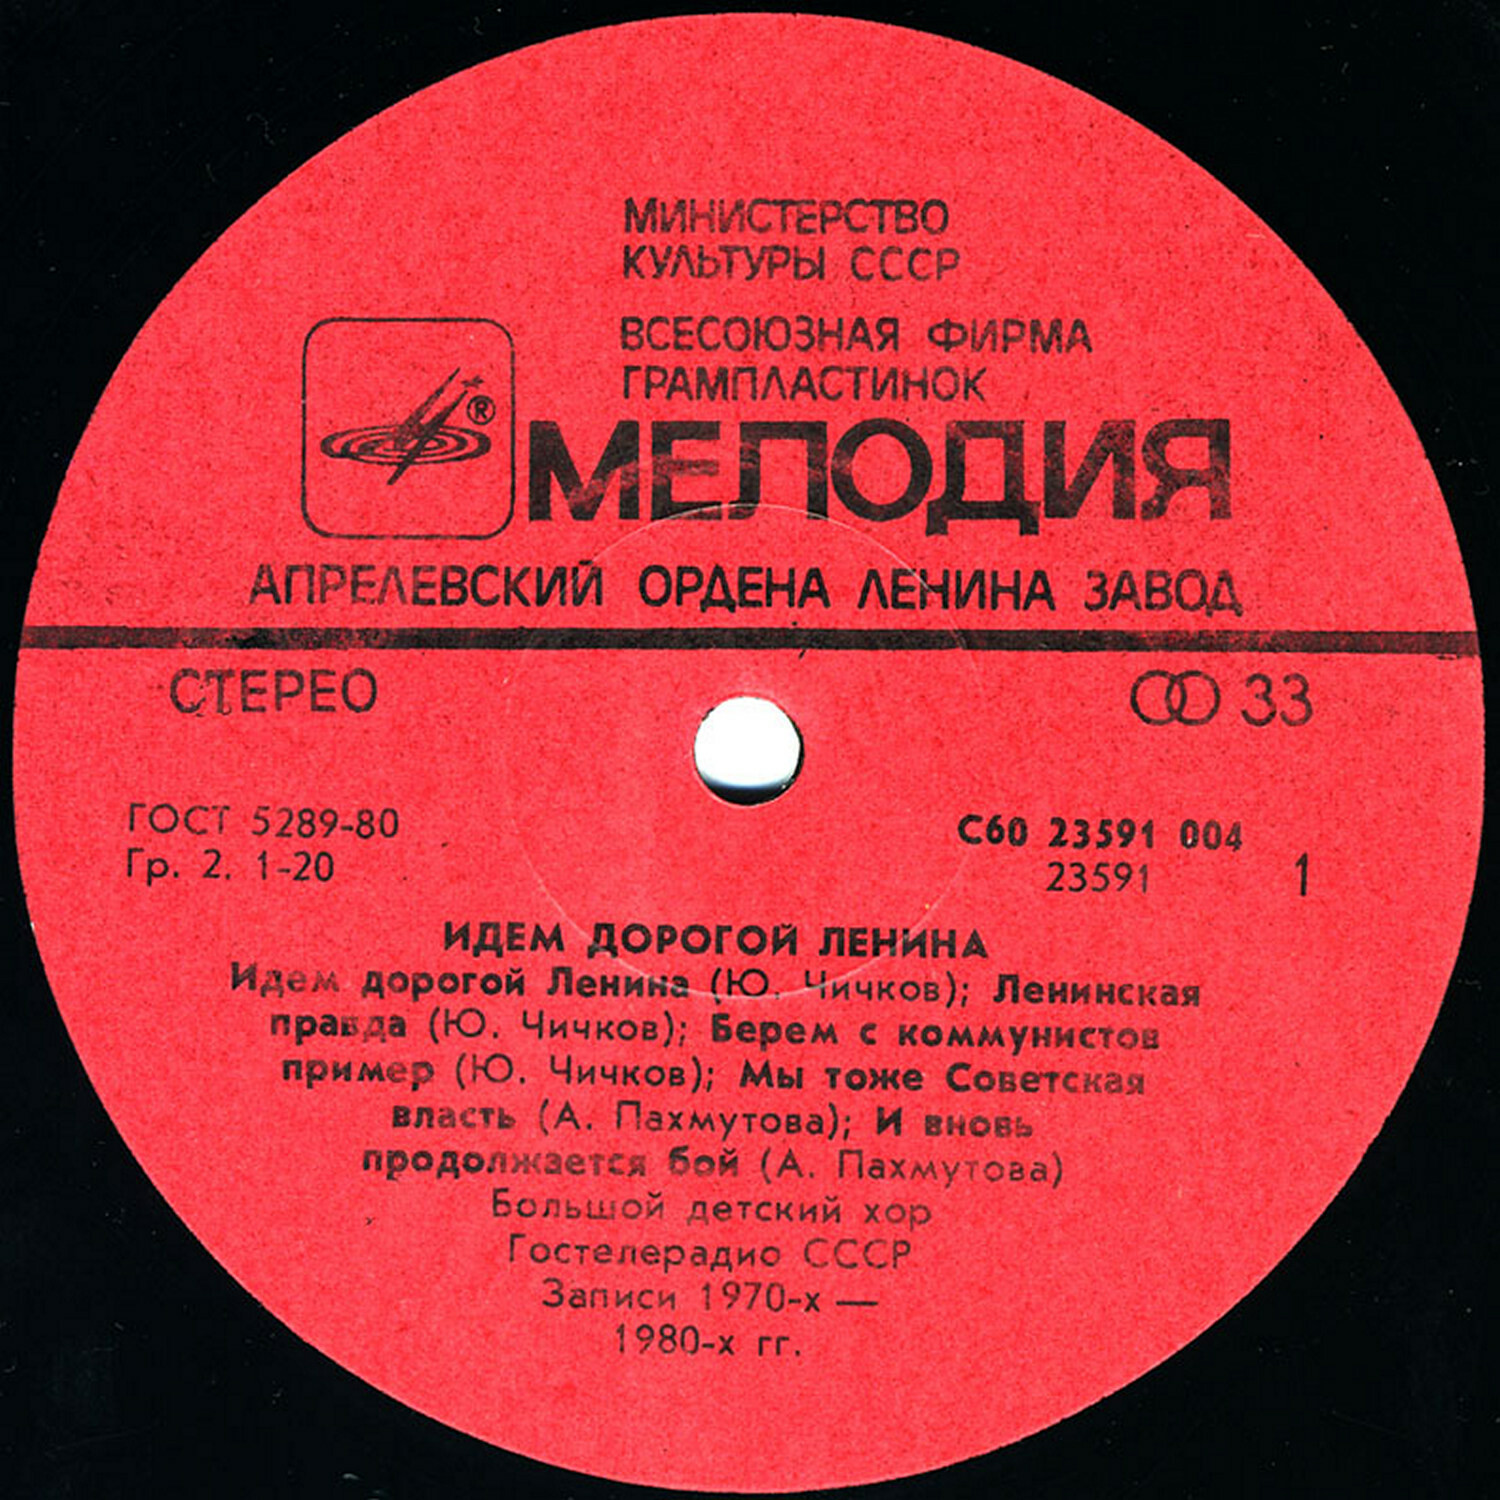 МИНИСТЕРСТВО
КУЛЬТУРЫ СССР
ВСЕСОЮЗНАЯ ФИРМА
ГРАМПЛАСТИНОК
®
МЕЛОДИЯ
АПРЕЛЕВСКИЙ ОРДЕНА ЛЕНИНА ЗАВОД
СТЕРЕО
33
ГОСТ 5289-80
Гр. 2. 1-20
С60 23591 004
23591
1
ИДЕМ ДОРОГОЙ ЛЕНИНА
Идем дорогой Ленина (Ю. Чичков); Ленинская
правда (Ю. Чичков); Берем с коммунистов
пример (Ю. Чичков); Мы тоже Советская
власть (А. Пахмутова); И вновь
продолжается бой (А. Пахмутова)
Большой детский хор
Гостелерадио СССР
Записи 1970-х —
1980-х гг.